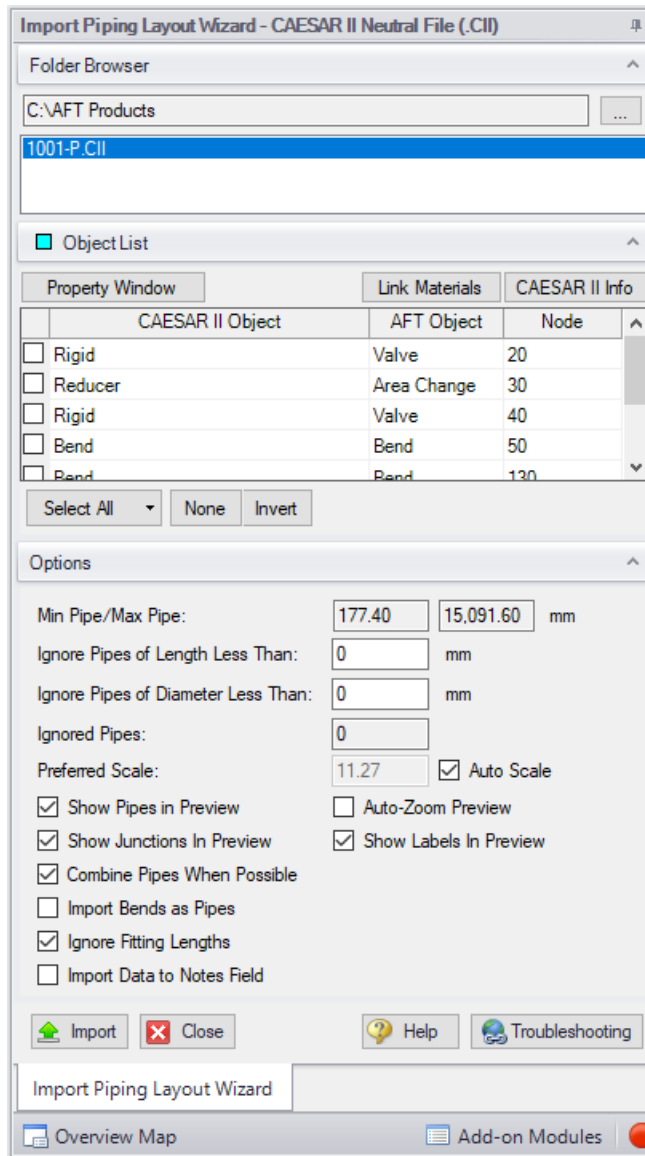 Import Piping Layout Wizard - CAESAR II Neutral File (.CII)
Folder Browser
C:\AFT Products ...
1001-P.CII
Object List
Property Window Link Materials CAESAR II Info
CAESAR II Object AFT Object Node
Rigid Valve 20
Reducer Area Change 30
Rigid Valve 40
Bend Bend 50
Bend Bend 130
Select All None Invert
Options
Min Pipe/Max Pipe: 177.40 15,091.60 mm
Ignore Pipes of Length Less Than: 0 mm
Ignore Pipes of Diameter Less Than: 0 mm
Ignored Pipes: 0
Preferred Scale: 11.27 Auto Scale
Show Pipes in Preview Auto-Zoom Preview
Show Junctions In Preview Show Labels In Preview
Combine Pipes When Possible
Import Bends as Pipes
Ignore Fitting Lengths
Import Data to Notes Field
Import Close Help Troubleshooting
Import Piping Layout Wizard
Overview Map Add-on Modules